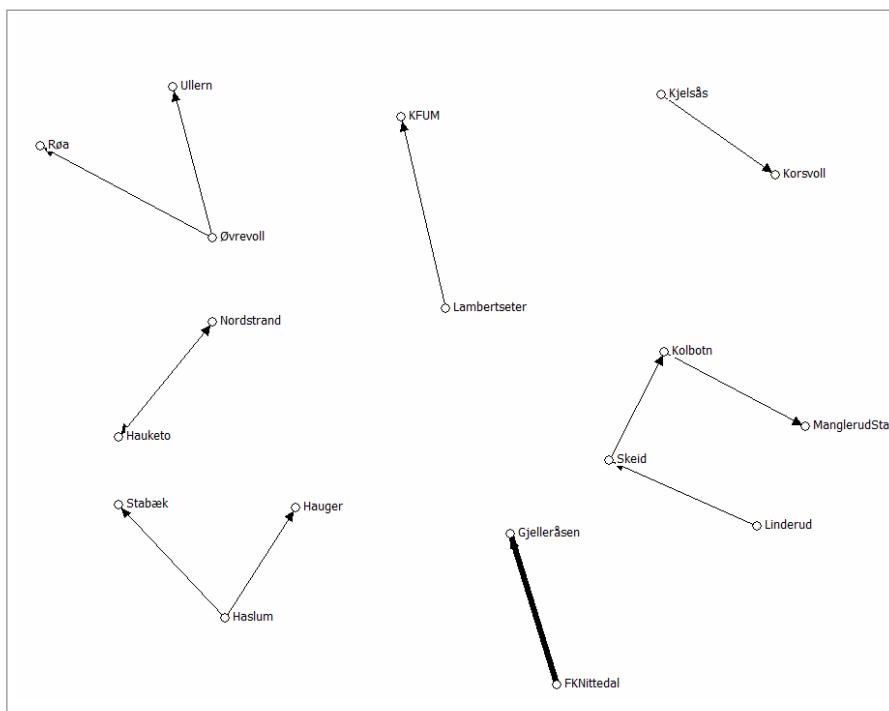 Ullern
Kjelsås
KFUM
Røa
Korsvoll
Øvrevoll
Lambertseter
Nordstrand
Kolbotn
ManglerudSta
Hauketo
Skeid
Stabæk
Hauger
Linderud
Gjelleråsen
Haslum
FKNittedal